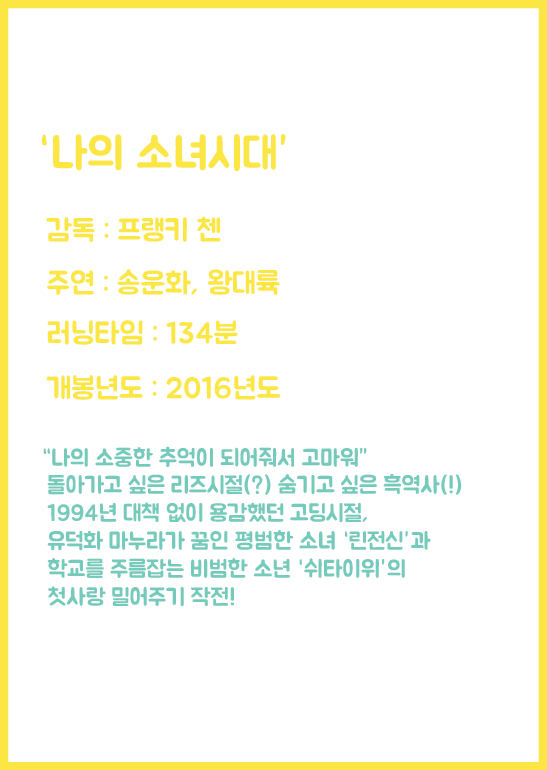 ‘나의 소녀시대’
감독 : 프랭키 첸
주연 : 송운화, 왕대륙
러닝타임 : 134분
개봉년도 : 2016년도
“나의 소중한 추억이 되어줘서 고마워”
돌아가고 싶은 리즈시절(?) 숨기고 싶은 흑역사(!)
1994년 대책 없이 용감했던 고딩시절,
유덕화 마누라가 꿈인 평범한 소녀 ‘린전신’과
학교를 주름잡는 비범한 소년 ‘쉬타이위’의
첫사랑 밀어주기 작전!